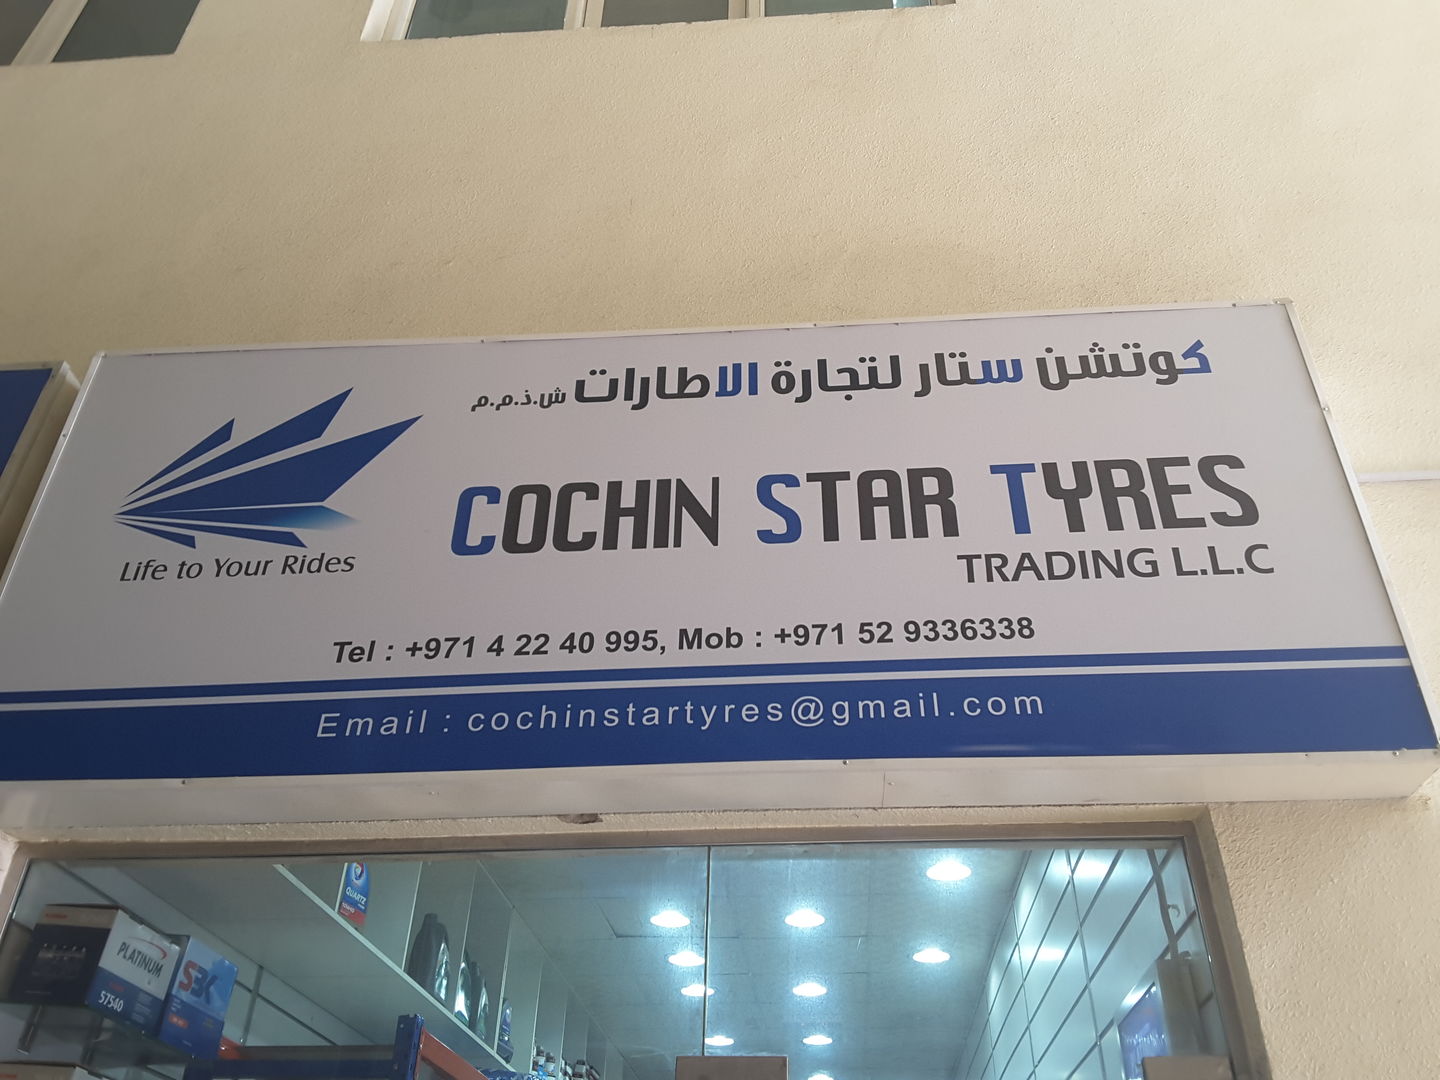 كوتشن ستار لتجارة الاطارات ش.ذ.م.م
COCHIN STAR TYRES
TRADING L.L.C
Life to Your Rides
Tel : +971 4 22 40 995, Mob : +971 52 9336338
Email : cochinstartyres@gmail.com
QUARTZ
PLATINUM
57540
SBK